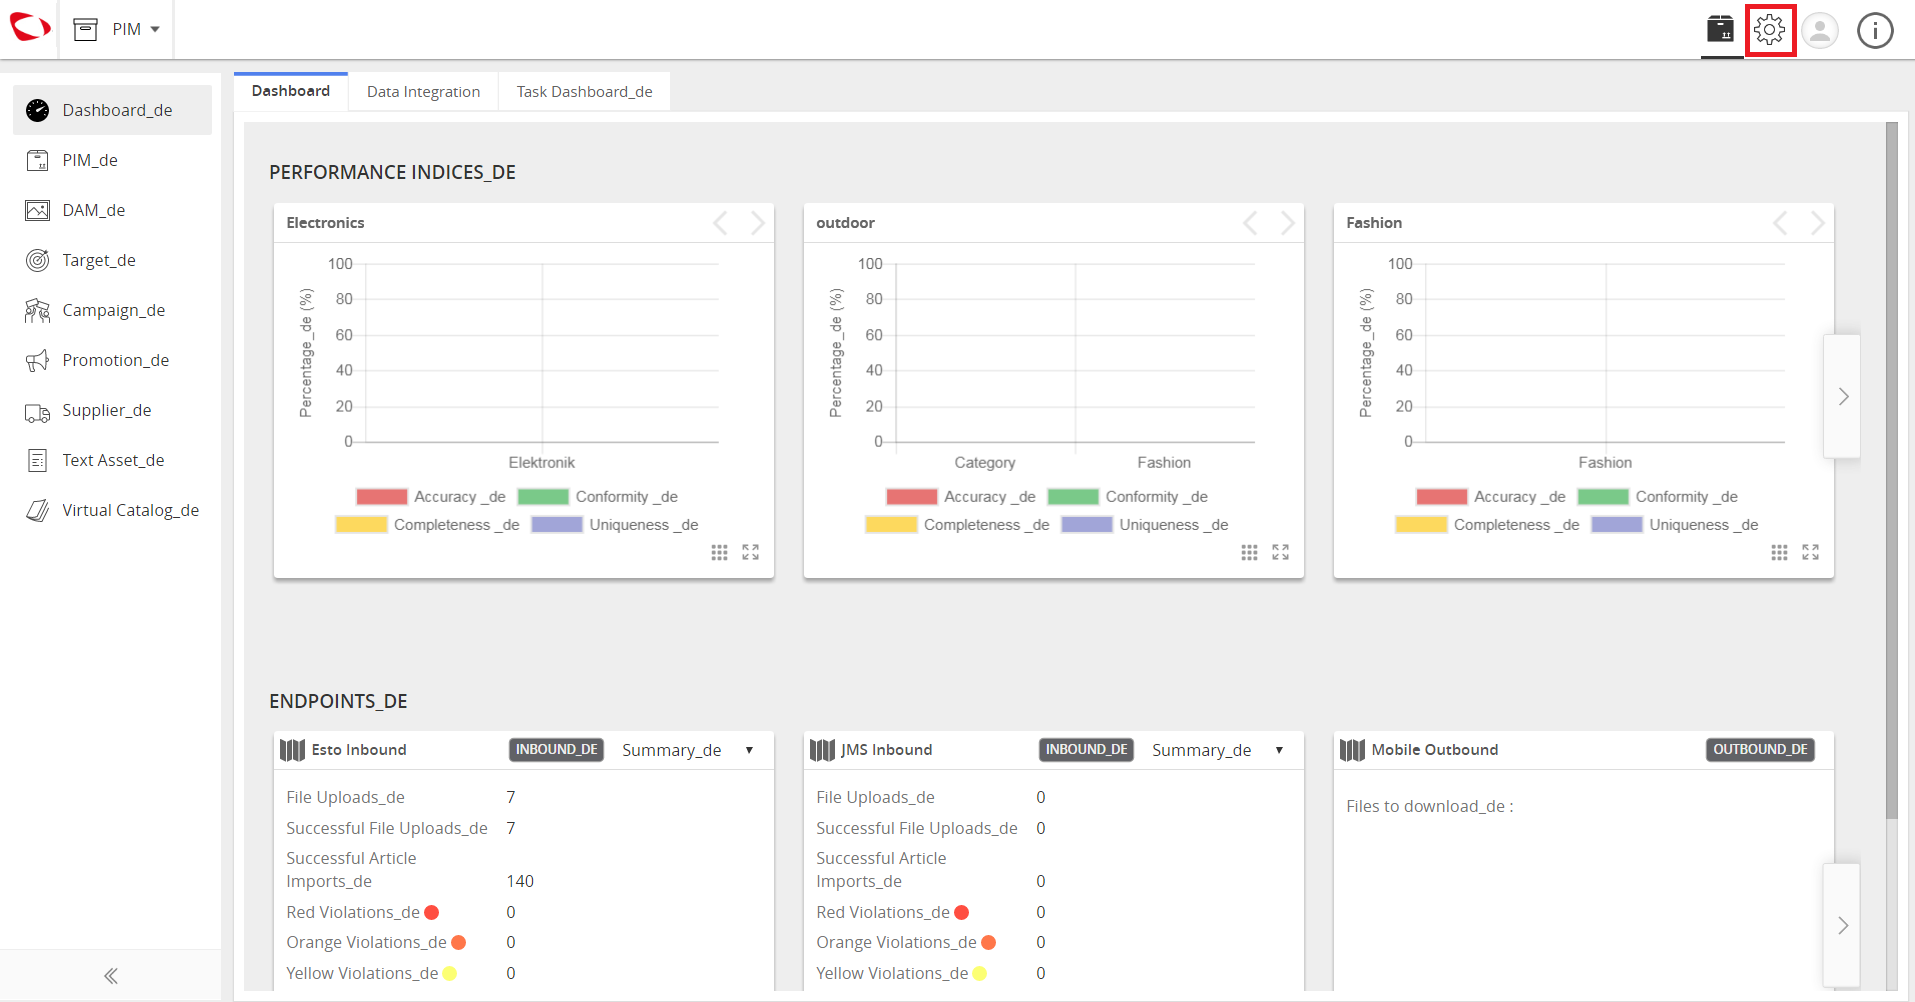 PIM
Dashboard_de
PIM_de
DAM_de
Target_de
Campaign_de
Promotion_de
Supplier_de
Text Asset_de
Virtual Catalog_de
Dashboard Data Integration Task Dashboard_de
PERFORMANCE INDICES_DE
Electronics
Percentage_de (%)
100
80
60
40
20
0
Elektronik
Accuracy _de Conformity _de
Completeness _de Uniqueness _de
outdoor
Percentage_de (%)
100
80
60
40
20
0
Category Fashion
Accuracy _de Conformity _de
Completeness _de Uniqueness _de
Fashion
Percentage_de (%)
100
80
60
40
20
0
Fashion
Accuracy _de Conformity _de
Completeness _de Uniqueness _de
ENDPOINTS_DE
Esto Inbound INBOUND_DE Summary_de
File Uploads_de 7
Successful File Uploads_de 7
Successful Article
Imports_de 140
Red Violations_de 0
Orange Violations_de 0
Yellow Violations_de 0
JMS Inbound INBOUND_DE Summary_de
File Uploads_de 0
Successful File Uploads_de 0
Successful Article
Imports_de 0
Red Violations_de 0
Orange Violations_de 0
Yellow Violations_de 0
Mobile Outbound OUTBOUND_DE
Files to download_de :